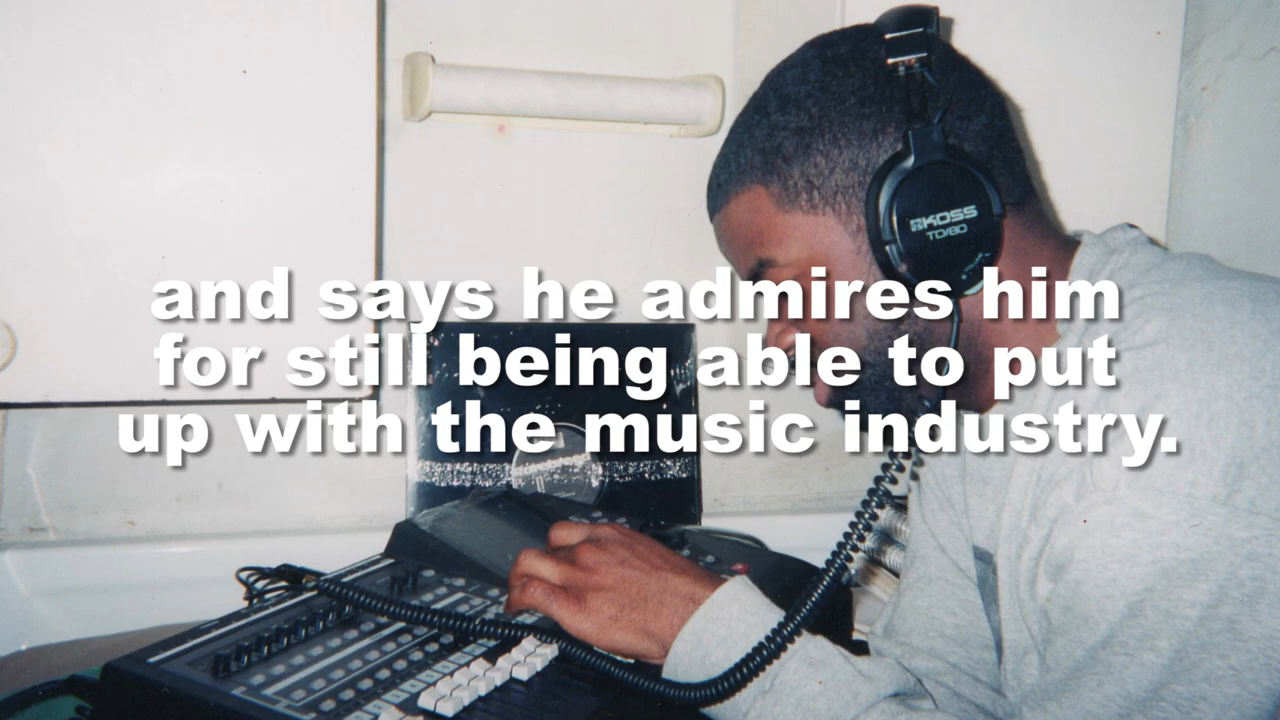 and says he admires him
for still being able to put
up with the music industry.
KOSS
TD/80